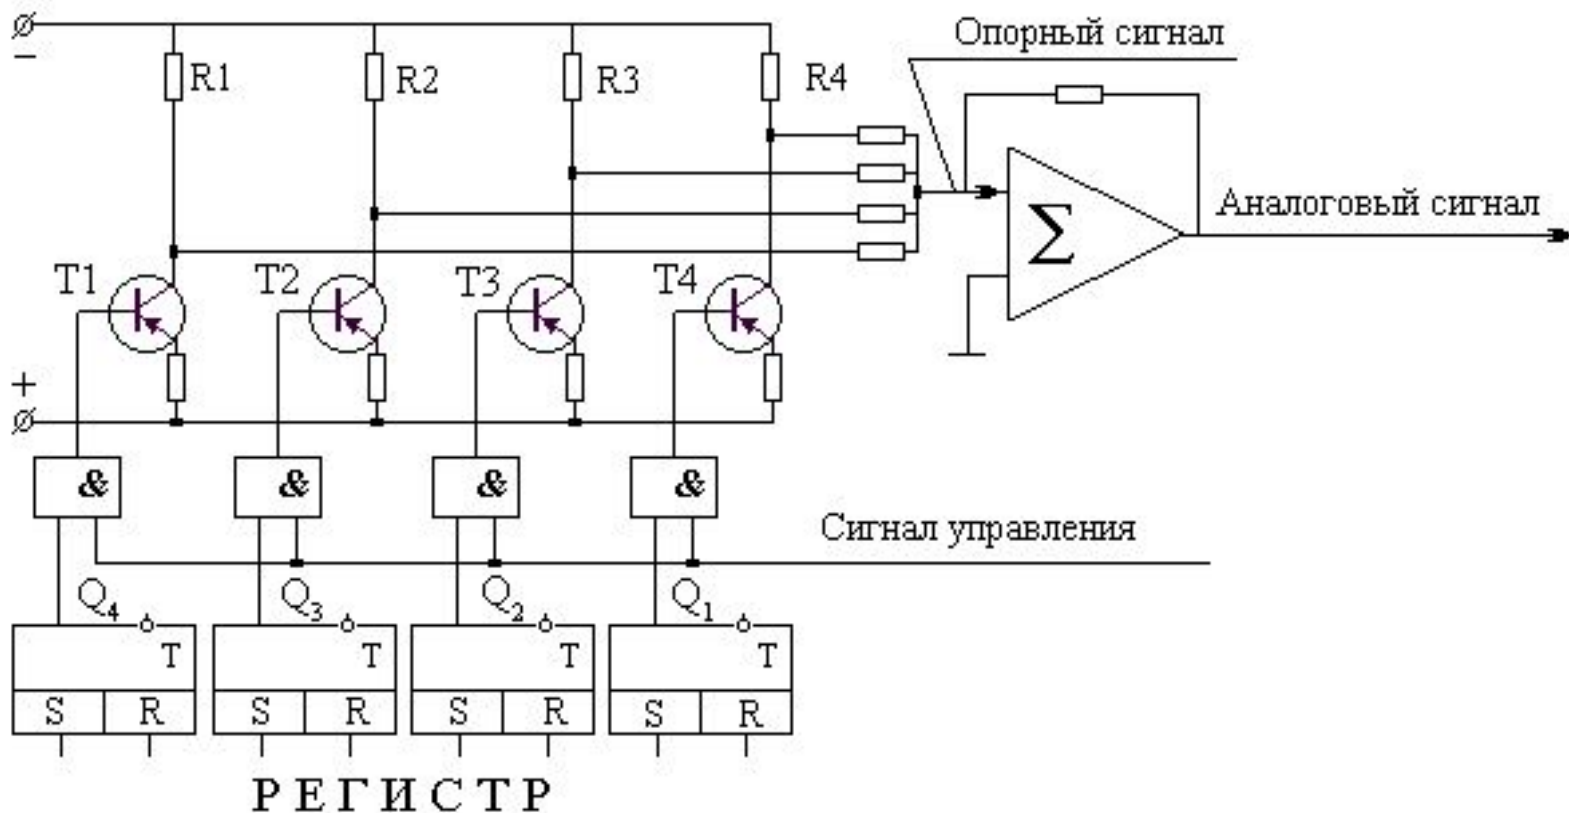 Опорный сигнал
−
R1 R2 R3 R4
Аналоговый сигнал
Σ
T1 T2 T3 T4
+
& & & &
Сигнал управления
Q4 Q3 Q2 Q1
T T T T
S R S R S R S R
РЕГИСТР